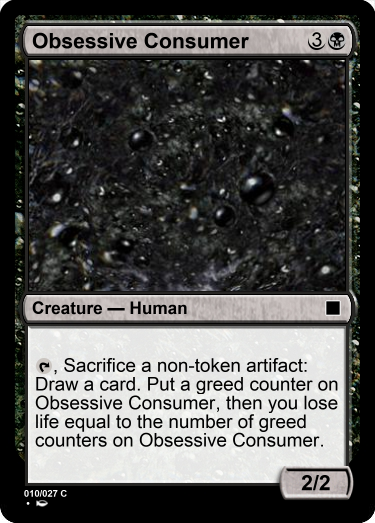 Obsessive Consumer 3
Creature — Human
, Sacrifice a non-token artifact:
Draw a card. Put a greed counter on
Obsessive Consumer, then you lose
life equal to the number of greed
counters on Obsessive Consumer.
2/2
010/027 C